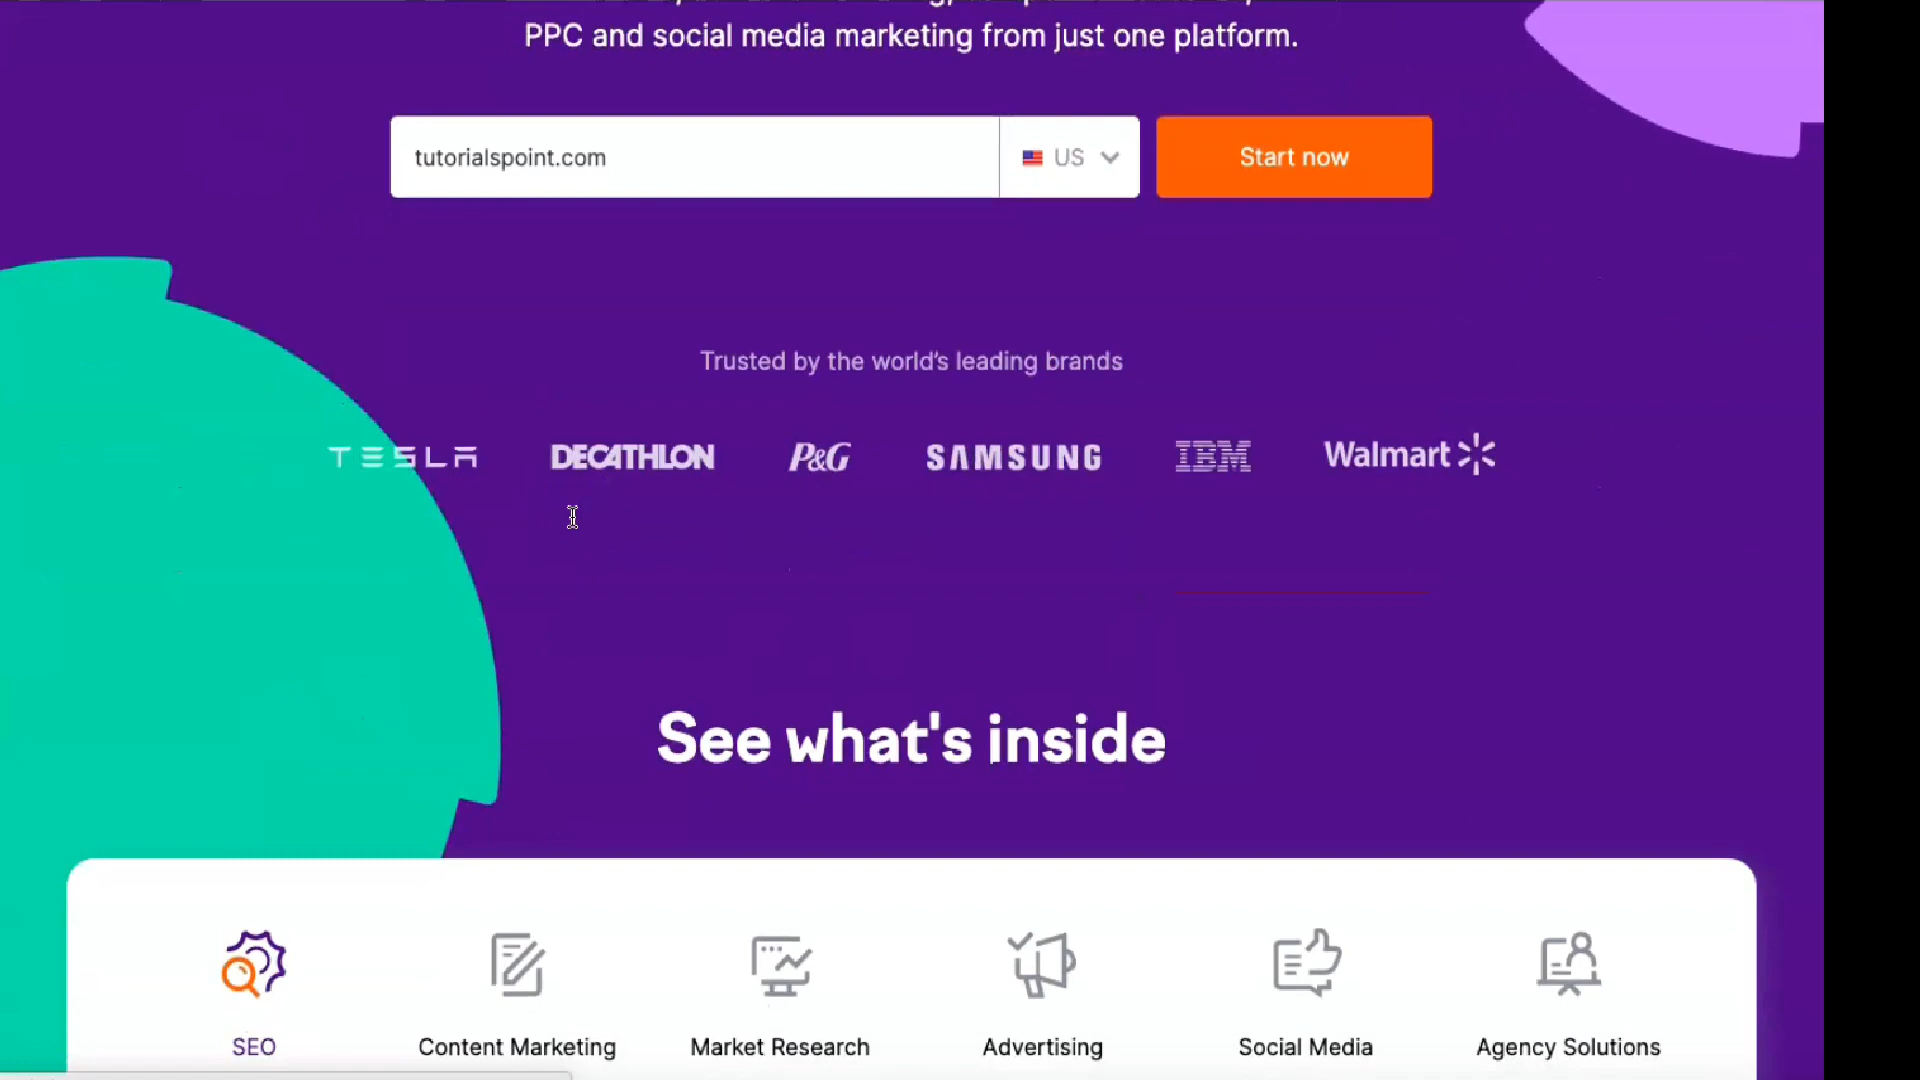 PPC and social media marketing from just one platform.
tutorialspoint.com
US
Start now
Trusted by the world's leading brands
TESLA DECATHLON P&G SAMSUNG IBM Walmart
See what's inside
SEO Content Marketing Market Research Advertising Social Media Agency Solutions